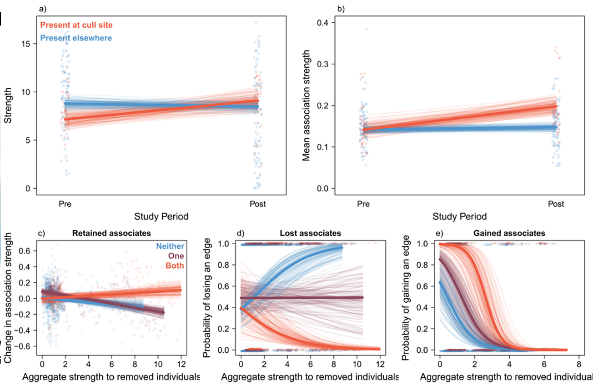 a)
Present at cull site
Present elsewhere
Strength
15
10
5
0
Pre
Post
Study Period
b)
Mean association strength
0.4
0.3
0.2
0.1
0.0
Pre
Post
Study Period
c)
Retained associates
Neither
One
Both
Change in association strength
0.6
0.4
0.2
0.0
−0.2
−0.4
−0.6
0 2 4 6 8 10 12
Aggregate strength to removed individuals
d)
Lost associates
Probability of losing an edge
1.0
0.8
0.6
0.4
0.2
0.0
0 2 4 6 8 10 12
Aggregate strength to removed individuals
e)
Gained associates
Probability of gaining an edge
1.0
0.8
0.6
0.4
0.2
0.0
0 2 4 6 8
Aggregate strength to removed individuals